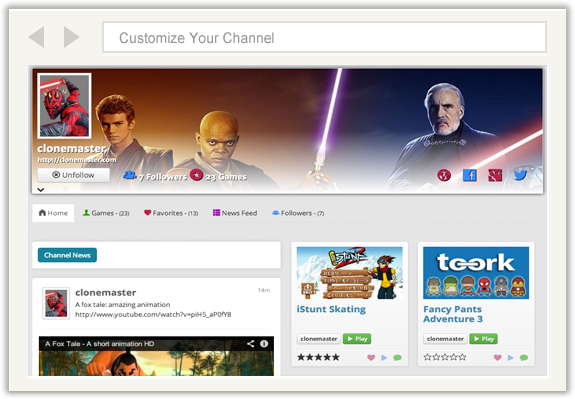 Customize Your Channel
clonemaster
http://clonemaster.com
Unfollow
7 Followers
23 Games
Home
Games - (23)
Favorites - (13)
News Feed
Followers - (7)
Channel News
clonemaster
14m
A fox tale: amazing animation
http://www.youtube.com/watch?v=piH5_aP0fY8
A Fox Tale - A short animation HD
iStunt 2
iStunt Skating
clonemaster
Play
teerk
Fancy Pants
Adventure 3
clonemaster
Play